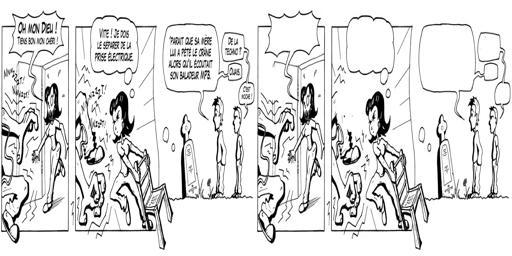 OH MON DIEU !
TIENS BON MON CHÉRI !
VITE ! JE DOIS
LE SÉPARER DE LA
PRISE ÉLECTRIQUE.
"PARAIT QUE SA MÈRE
LUI A PÉTÉ LE CRÂNE
ALORS QU'IL ÉCOUTAIT
SON BALADEUR MP3.
DE LA
TECHNO ?
OUAIS.
C'EST
MOCHE !